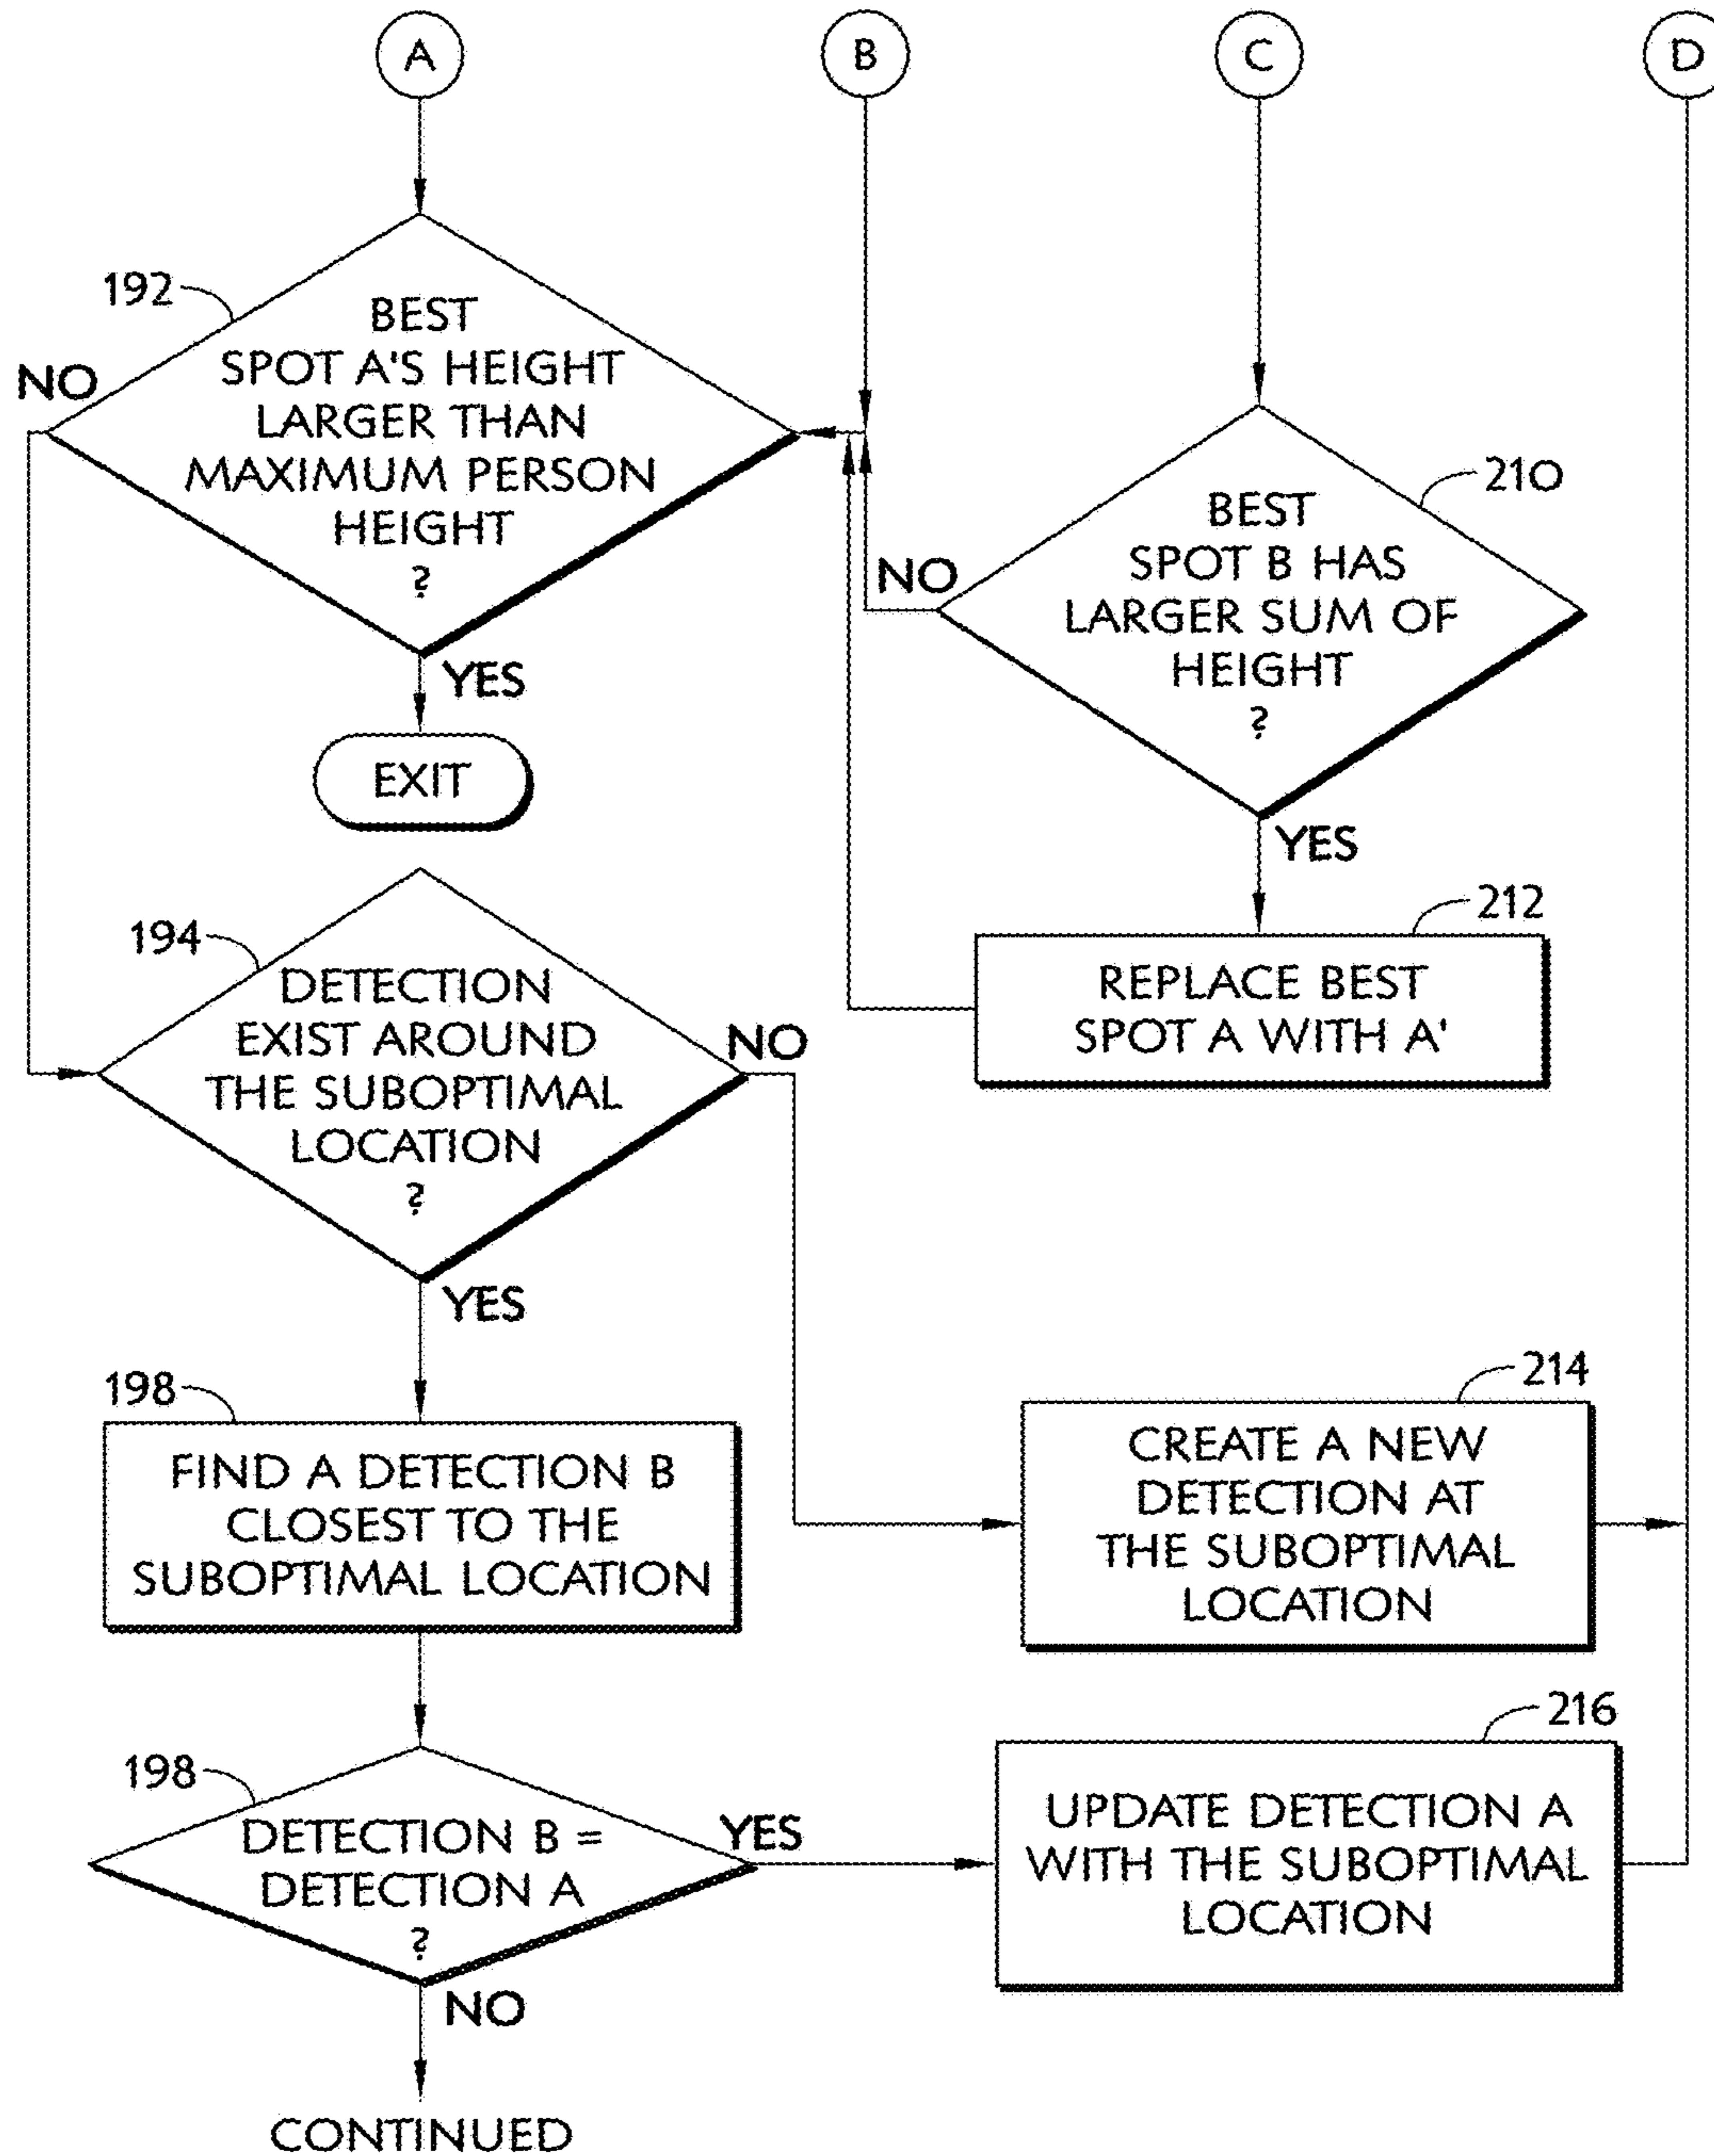 A
B
C
D
192
BEST
SPOT A'S HEIGHT
LARGER THAN
MAXIMUM PERSON
HEIGHT
?
NO
YES
EXIT
210
BEST
SPOT B HAS
LARGER SUM OF
HEIGHT
?
NO
YES
212
REPLACE BEST
SPOT A WITH A'
194
DETECTION
EXIST AROUND
THE SUBOPTIMAL
LOCATION
?
NO
YES
198
FIND A DETECTION B
CLOSEST TO THE
SUBOPTIMAL LOCATION
214
CREATE A NEW
DETECTION AT
THE SUBOPTIMAL
LOCATION
198
DETECTION B =
DETECTION A
?
YES
NO
216
UPDATE DETECTION A
WITH THE SUBOPTIMAL
LOCATION
CONTINUED